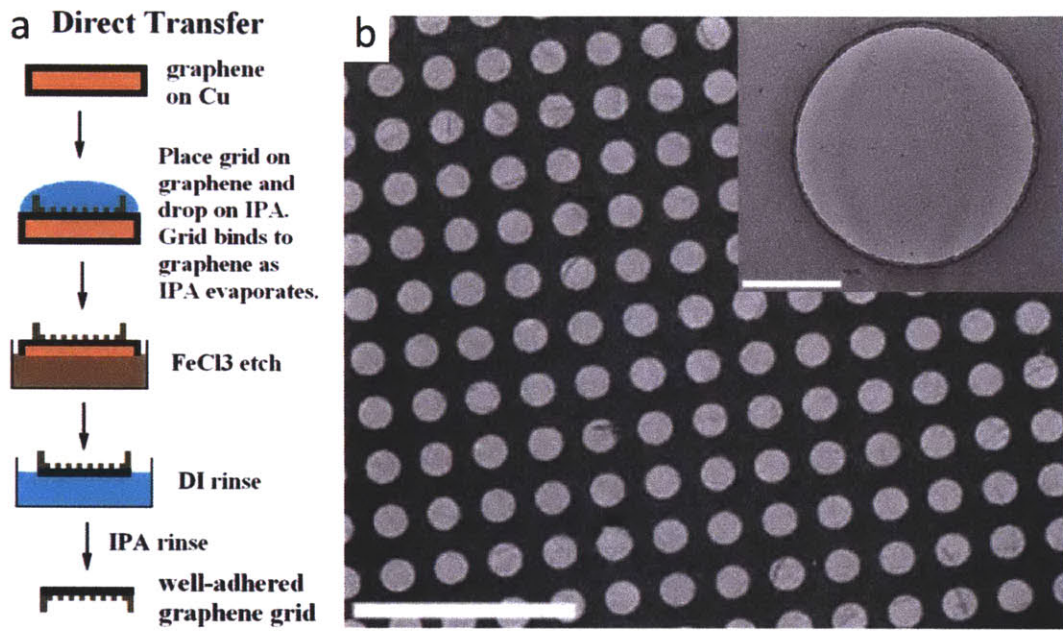 a Direct Transfer
graphene
on Cu
Place grid on
graphene and
drop on IPA.
Grid binds to
graphene as
IPA evaporates.
FeCl3 etch
DI rinse
IPA rinse
well-adhered
graphene grid
b